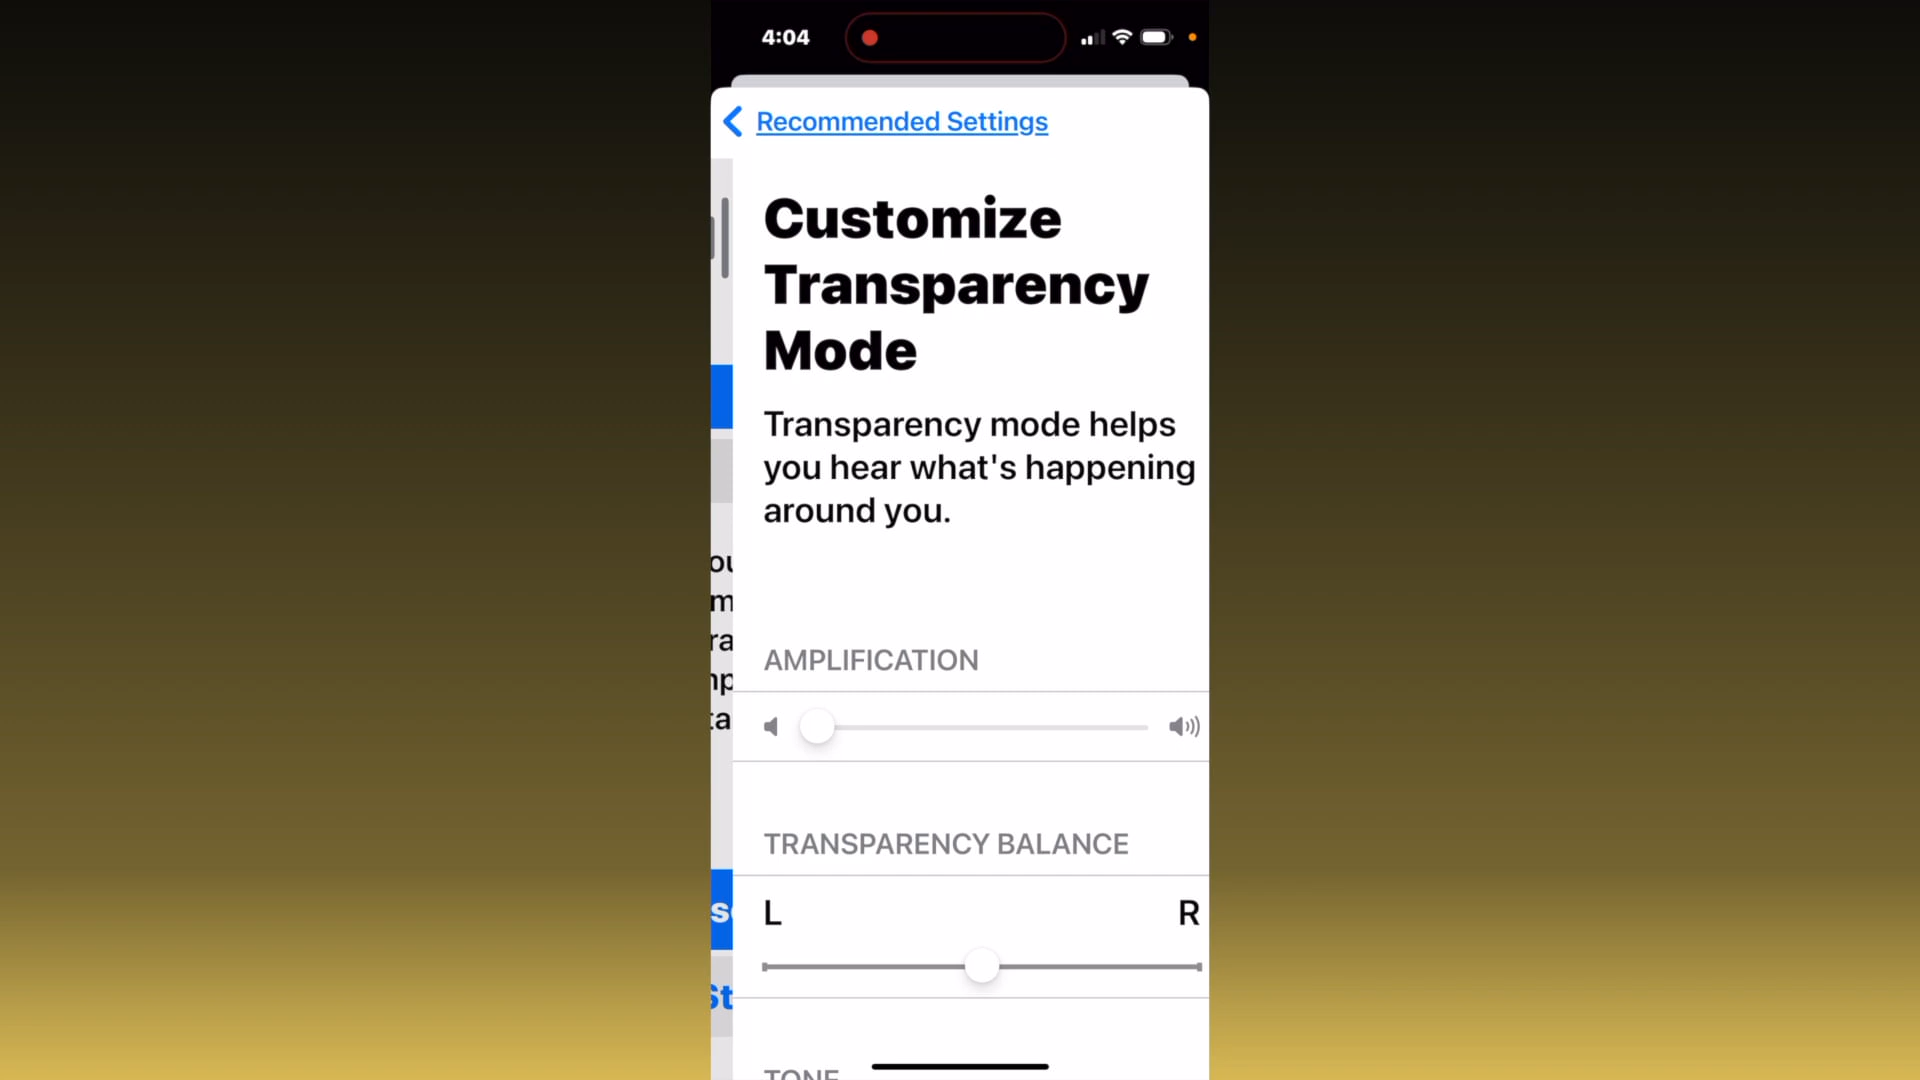 4:04
Recommended Settings
Customize
Transparency
Mode
Transparency mode helps
you hear what's happening
around you.
AMPLIFICATION
TRANSPARENCY BALANCE
L R
TONE